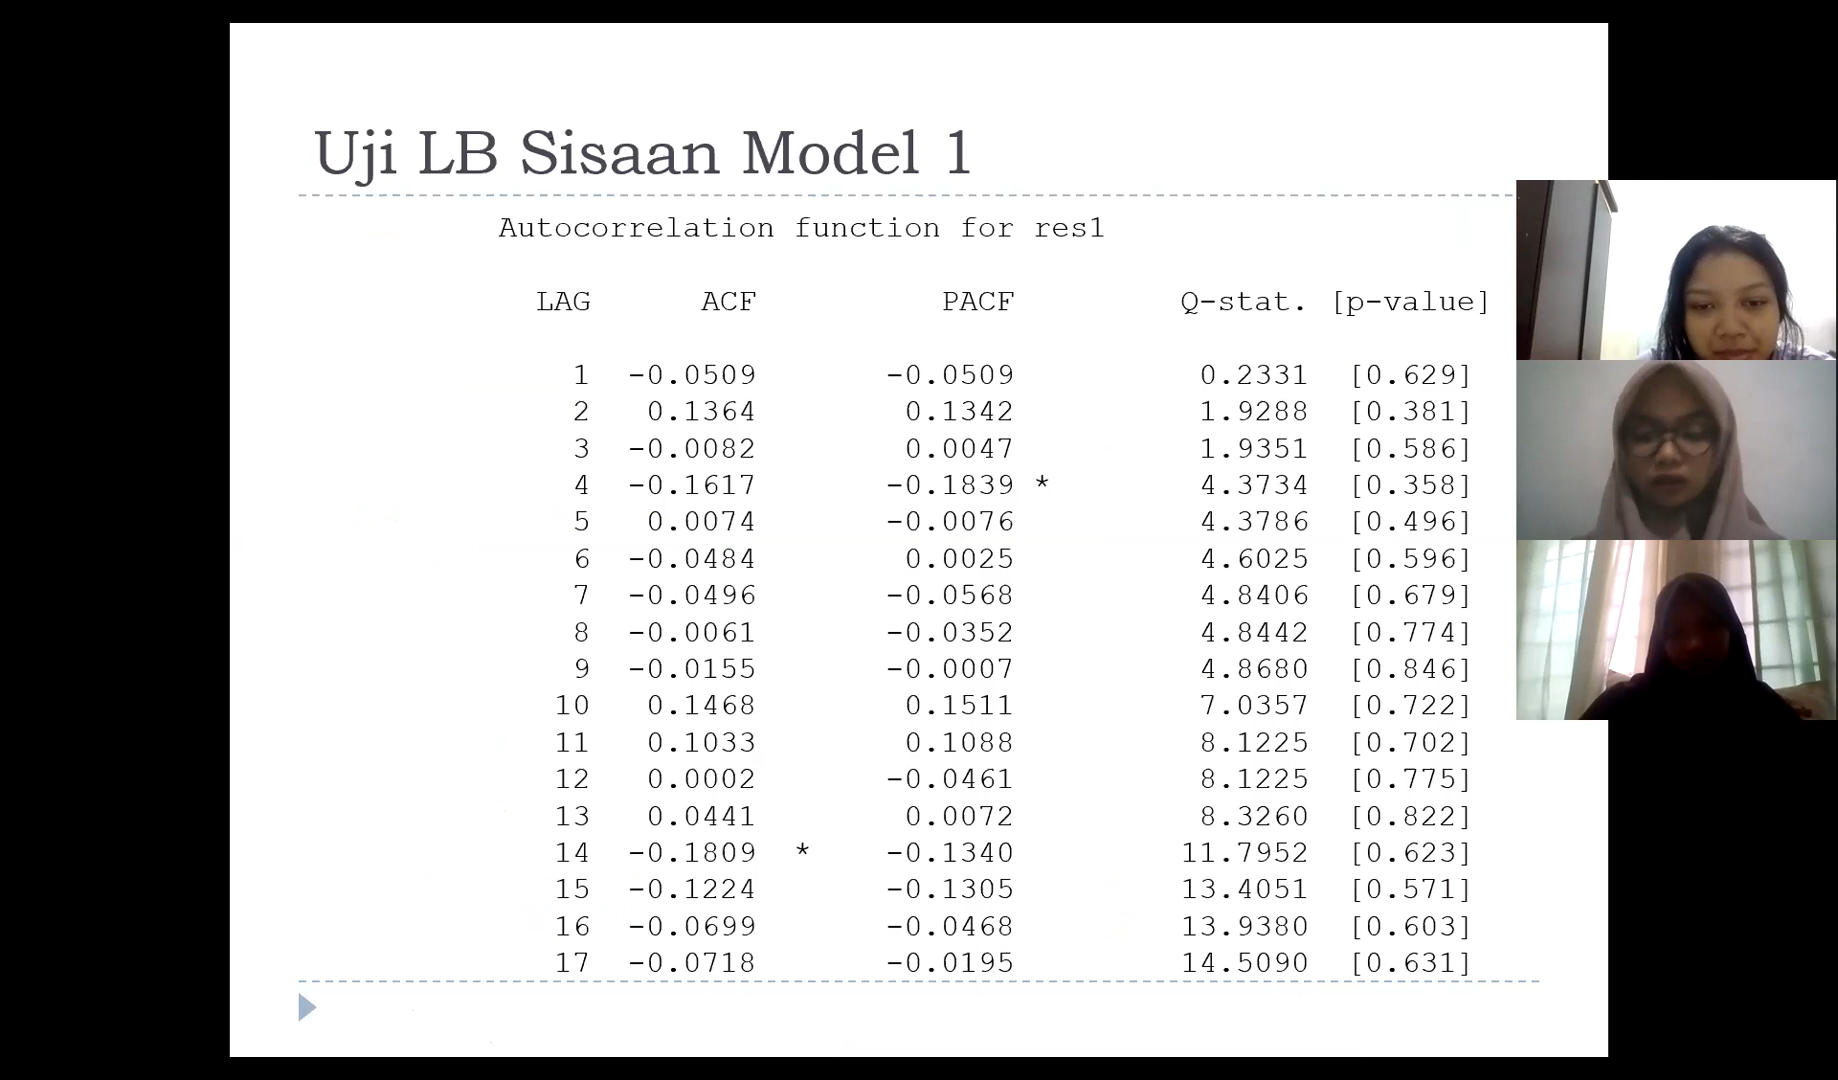 Uji LB Sisaan Model 1
Autocorrelation function for res1
LAG ACF PACF Q-stat. [p-value]
1 -0.0509 -0.0509 0.2331 [0.629]
2 0.1364 0.1342 1.9288 [0.381]
3 -0.0082 0.0047 1.9351 [0.586]
4 -0.1617 -0.1839 * 4.3734 [0.358]
5 0.0074 -0.0076 4.3786 [0.496]
6 -0.0484 0.0025 4.6025 [0.596]
7 -0.0496 -0.0568 4.8406 [0.679]
8 -0.0061 -0.0352 4.8442 [0.774]
9 -0.0155 -0.0007 4.8680 [0.846]
10 0.1468 0.1511 7.0357 [0.722]
11 0.1033 0.1088 8.1225 [0.702]
12 0.0002 -0.0461 8.1225 [0.775]
13 0.0441 0.0072 8.3260 [0.822]
14 -0.1809 * -0.1340 11.7952 [0.623]
15 -0.1224 -0.1305 13.4051 [0.571]
16 -0.0699 -0.0468 13.9380 [0.603]
17 -0.0718 -0.0195 14.5090 [0.631]